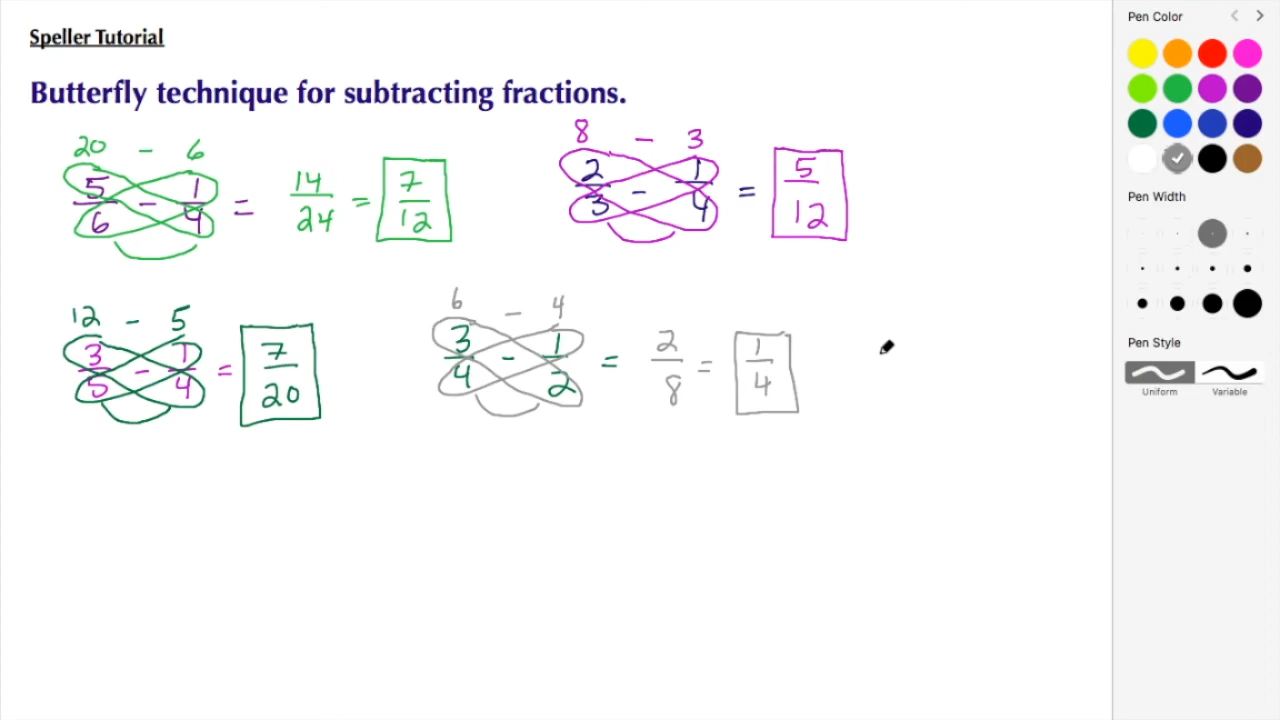 Speller Tutorial
Pen Color
Butterfly technique for subtracting fractions.
20 - 6
5/6 - 1/4 = 14/24 = 7/12
8 - 3
2/3 - 1/4 = 5/12
12 - 5
3/5 - 1/4 = 7/20
6 - 4
3/4 - 1/2 = 2/8 = 1/4
Pen Width
Pen Style
Uniform Variable